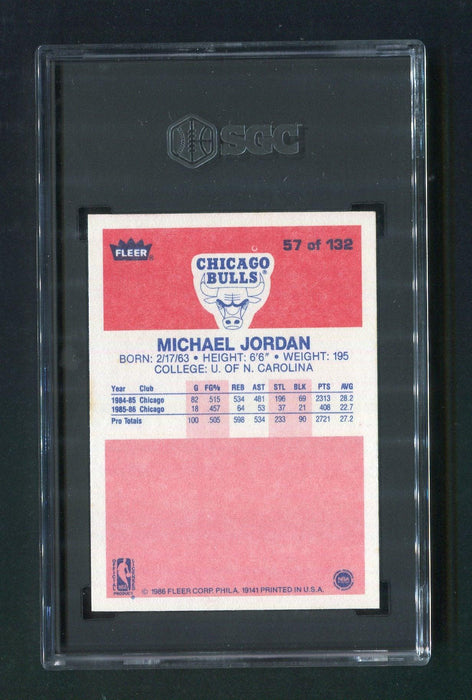 SGC
57 of 132
FLEER
CHICAGO
BULLS®
MICHAEL JORDAN
BORN: 2/17/63 • HEIGHT: 6'6" • WEIGHT: 195
COLLEGE: U. OF N. CAROLINA
Year Club G FG% REB AST STL BLK PTS AVG
1984-85 Chicago 82 .515 534 481 196 69 2313 28.2
1985-86 Chicago 18 .457 64 53 37 21 408 22.7
Pro Totals 100 .505 598 534 233 90 2721 27.2
NBA
PRODUCT
© 1986 FLEER CORP. PHILA. 19141 PRINTED IN U.S.A.